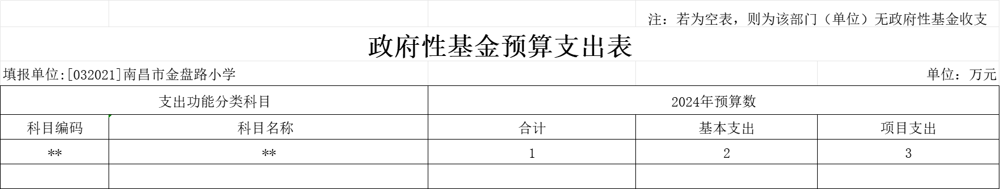 注：若为空表，则为该部门（单位）无政府性基金收支
政府性基金预算支出表
填报单位:[032021]南昌市金盘路小学 单位：万元
支出功能分类科目 2024年预算数
科目编码 科目名称 合计 基本支出 项目支出
** ** 1 2 3